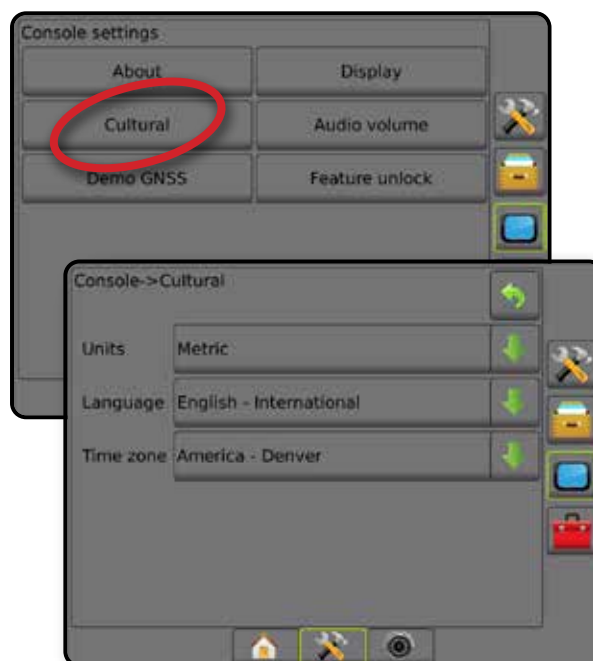 Console settings
About
Display
Cultural
Audio volume
Demo GNSS
Feature unlock
Console->Cultural
Units
Metric
Language
English - International
Time zone
America - Denver